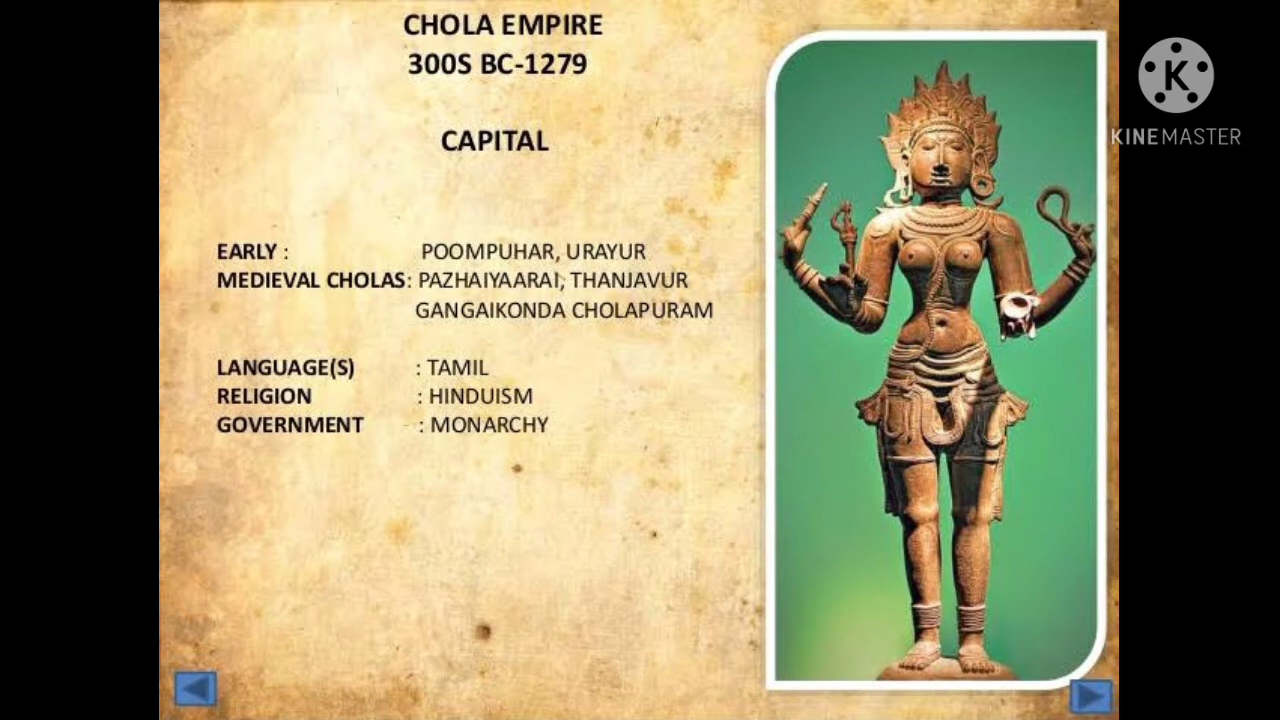 CHOLA EMPIRE
300S BC-1279
CAPITAL
EARLY : POOMPUHAR, URAYUR
MEDIEVAL CHOLAS: PAZHAIYAARAI, THANJAVUR
GANGAIKONDA CHOLAPURAM
LANGUAGE(S) : TAMIL
RELIGION : HINDUISM
GOVERNMENT : MONARCHY
K
KINEMASTER